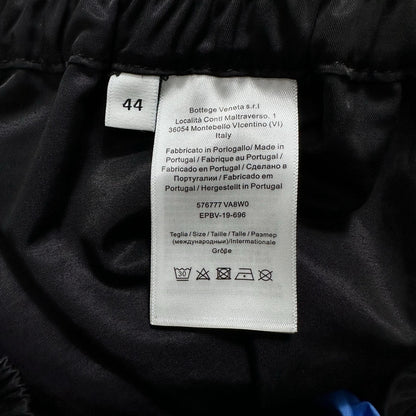 44
Bottege Veneta s.r.l
Località Conti Maltraverso. 1
36054 Montebello Vicentino (VI)
Italy
Fabbricato in Portogallo/ Made in
Portugal / Fabrique au Portugal /
Fabricado en Portugal / Сделано в
Португалии / Fabricado em
Portugal / Hergestellt in Portugal
576777 VA8W0
EPBV-19-696
Teglia / Size / Taille / Talle / Размер
(международный)/Internationale
Größe
30